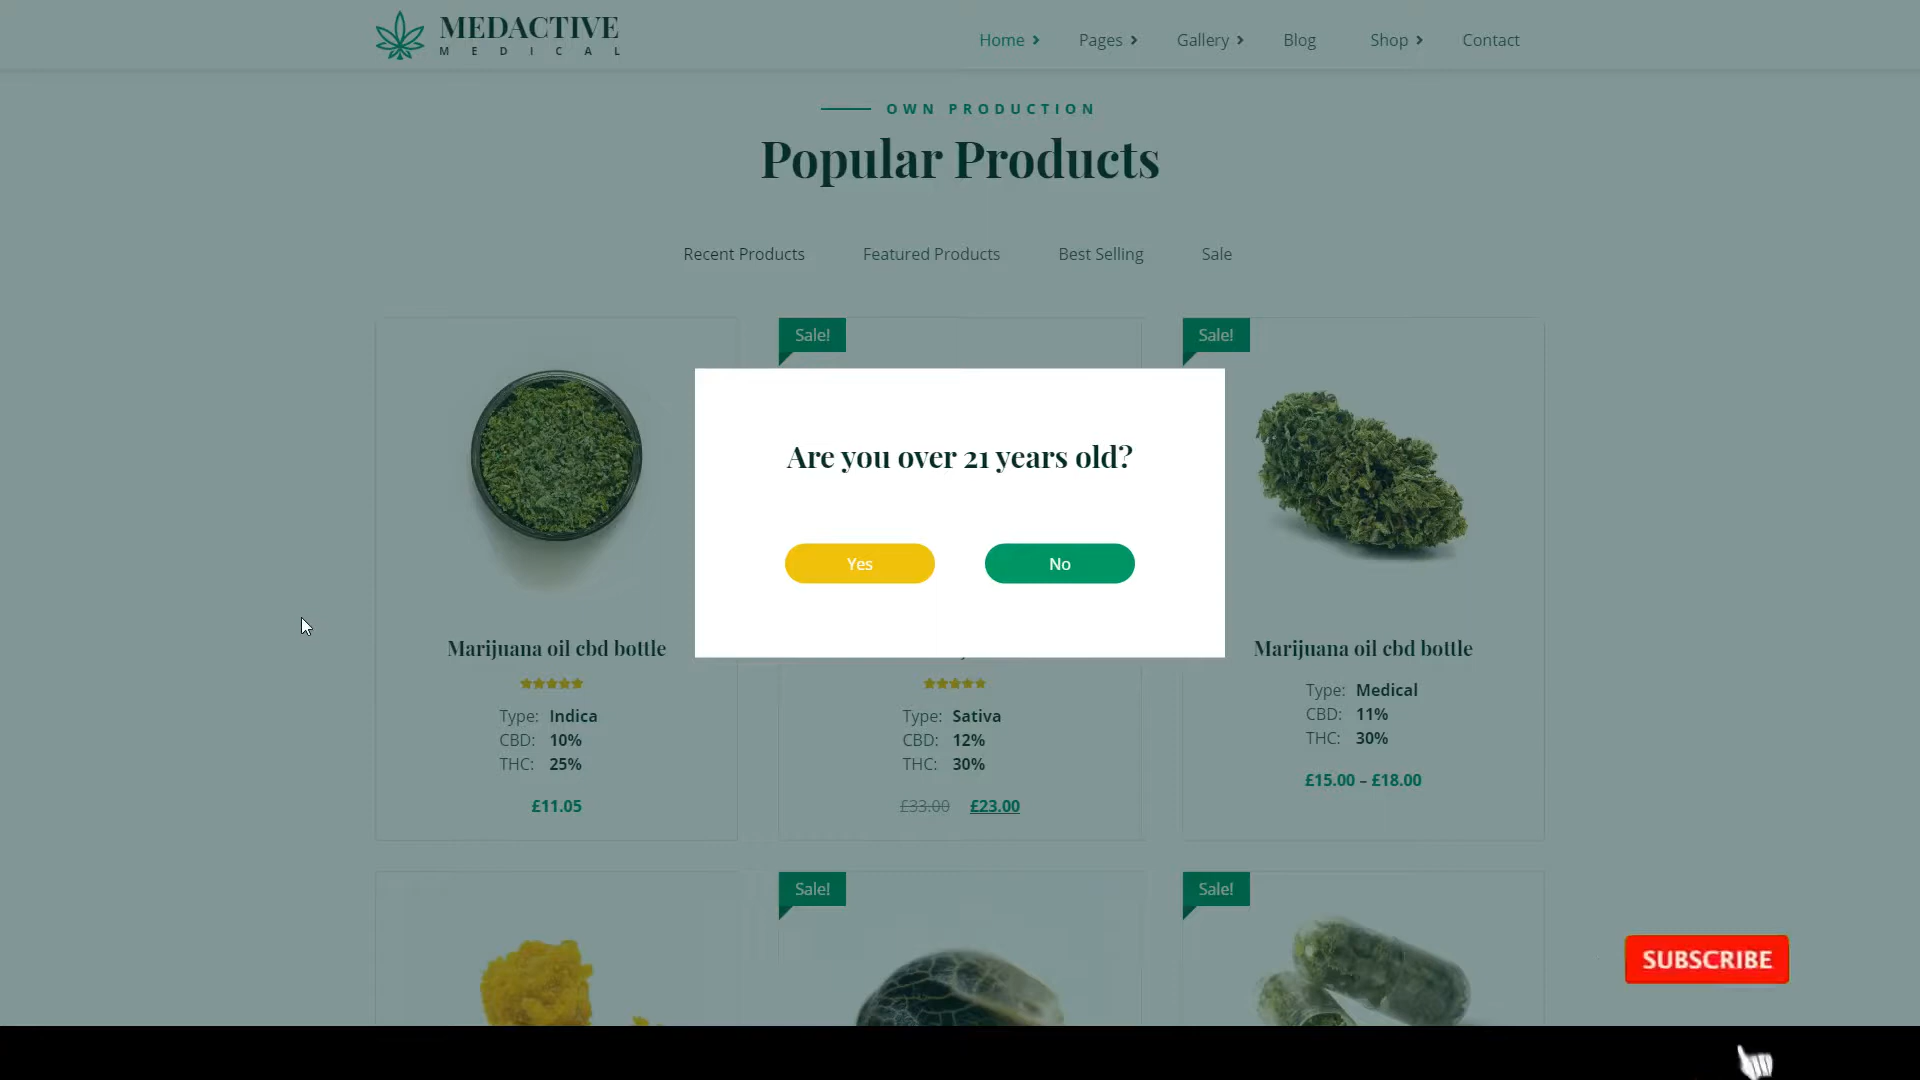 MEDACTIVE
MEDICAL
Home
Pages
Gallery
Blog
Shop
Contact
OWN PRODUCTION
Popular Products
Recent Products
Featured Products
Best Selling
Sale
Sale!
Sale!
Are you over 21 years old?
Yes
No
Marijuana oil cbd bottle
Type: Indica
CBD: 10%
THC: 25%
£11.05
Type: Sativa
CBD: 12%
THC: 30%
£33.00 £23.00
Marijuana oil cbd bottle
Type: Medical
CBD: 11%
THC: 30%
£15.00 – £18.00
Sale!
Sale!
SUBSCRIBE